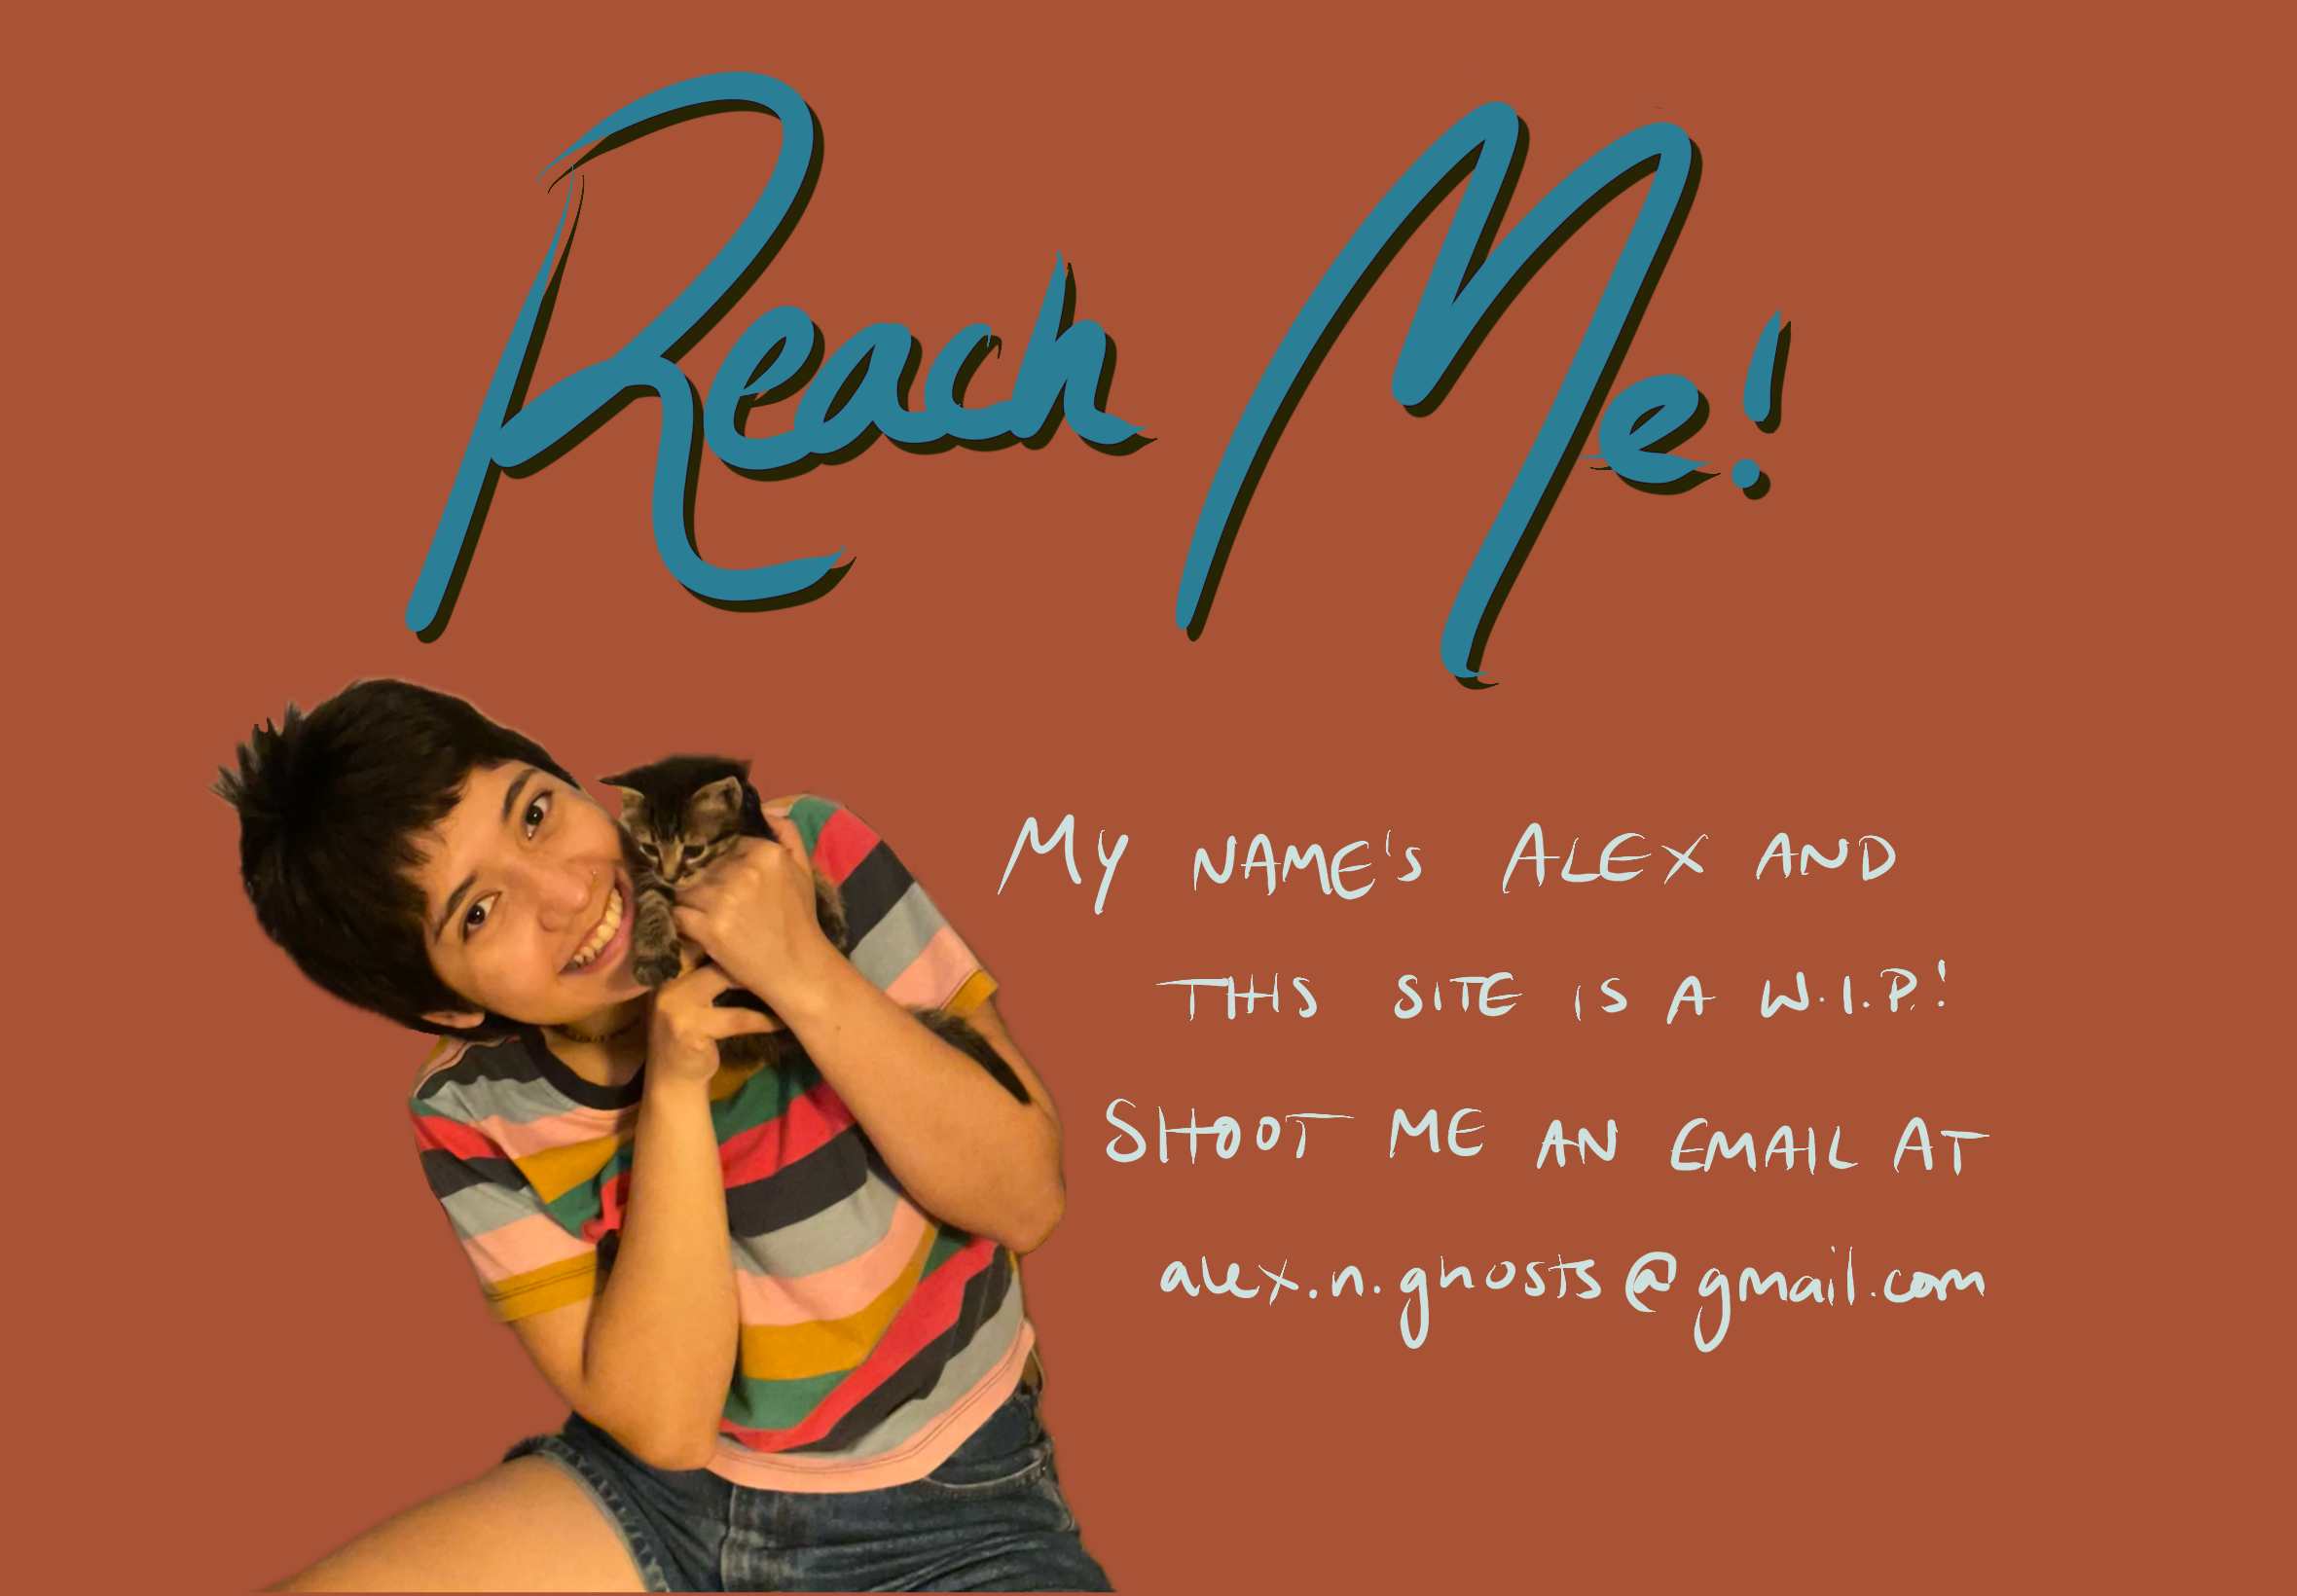 Reach Me!
MY NAME'S ALEX AND
THIS SITE IS A W.I.P.!
SHOOT ME AN EMAIL AT
alex.n.ghosts@gmail.com